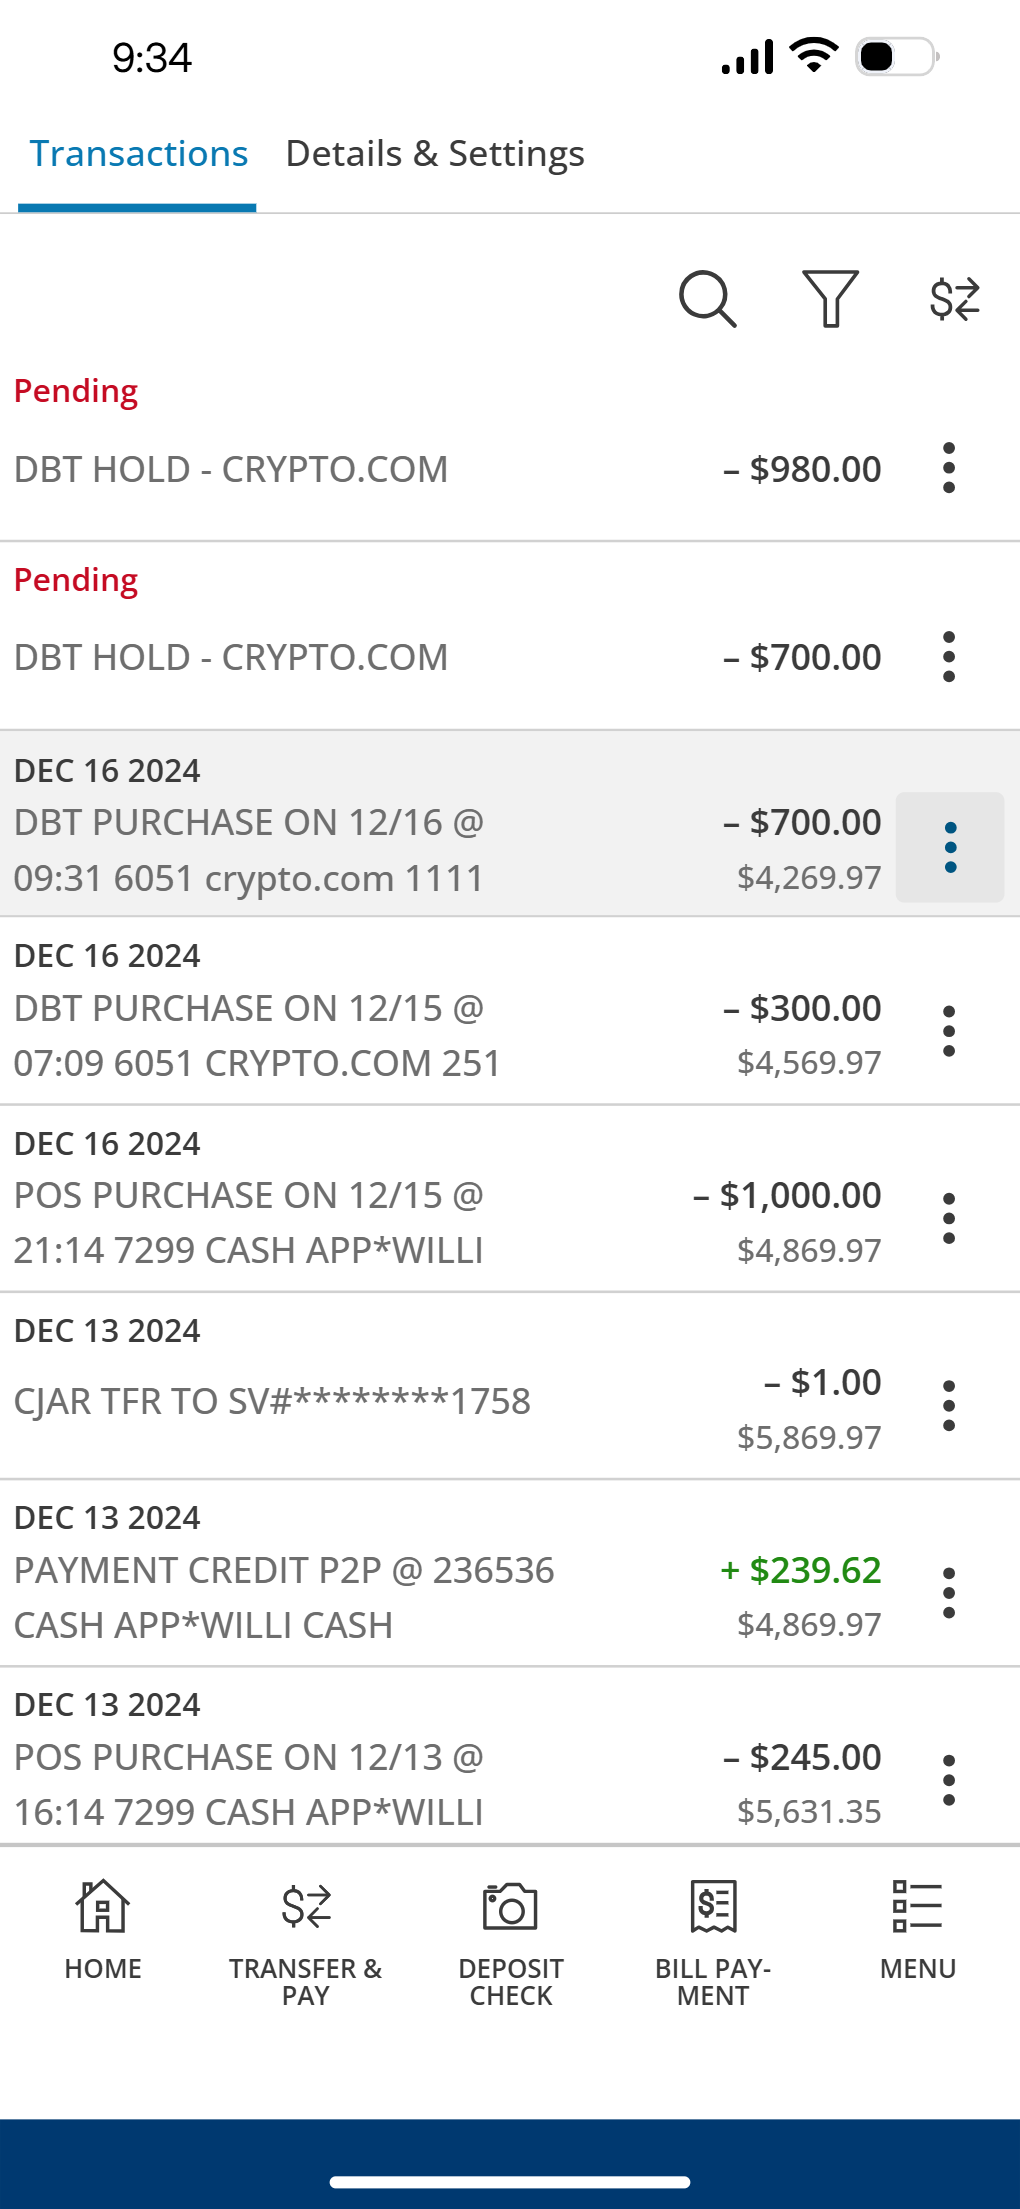 9:34
Transactions Details & Settings
Pending
DBT HOLD - CRYPTO.COM – $980.00
Pending
DBT HOLD - CRYPTO.COM – $700.00
DEC 16 2024
DBT PURCHASE ON 12/16 @ – $700.00
09:31 6051 crypto.com 1111 $4,269.97
DEC 16 2024
DBT PURCHASE ON 12/15 @ – $300.00
07:09 6051 CRYPTO.COM 251 $4,569.97
DEC 16 2024
POS PURCHASE ON 12/15 @ – $1,000.00
21:14 7299 CASH APP*WILLI $4,869.97
DEC 13 2024
CJAR TFR TO SV#********1758 – $1.00
$5,869.97
DEC 13 2024
PAYMENT CREDIT P2P @ 236536 + $239.62
CASH APP*WILLI CASH $4,869.97
DEC 13 2024
POS PURCHASE ON 12/13 @ – $245.00
16:14 7299 CASH APP*WILLI $5,631.35
HOME TRANSFER & DEPOSIT BILL PAY- MENU
PAY CHECK MENT